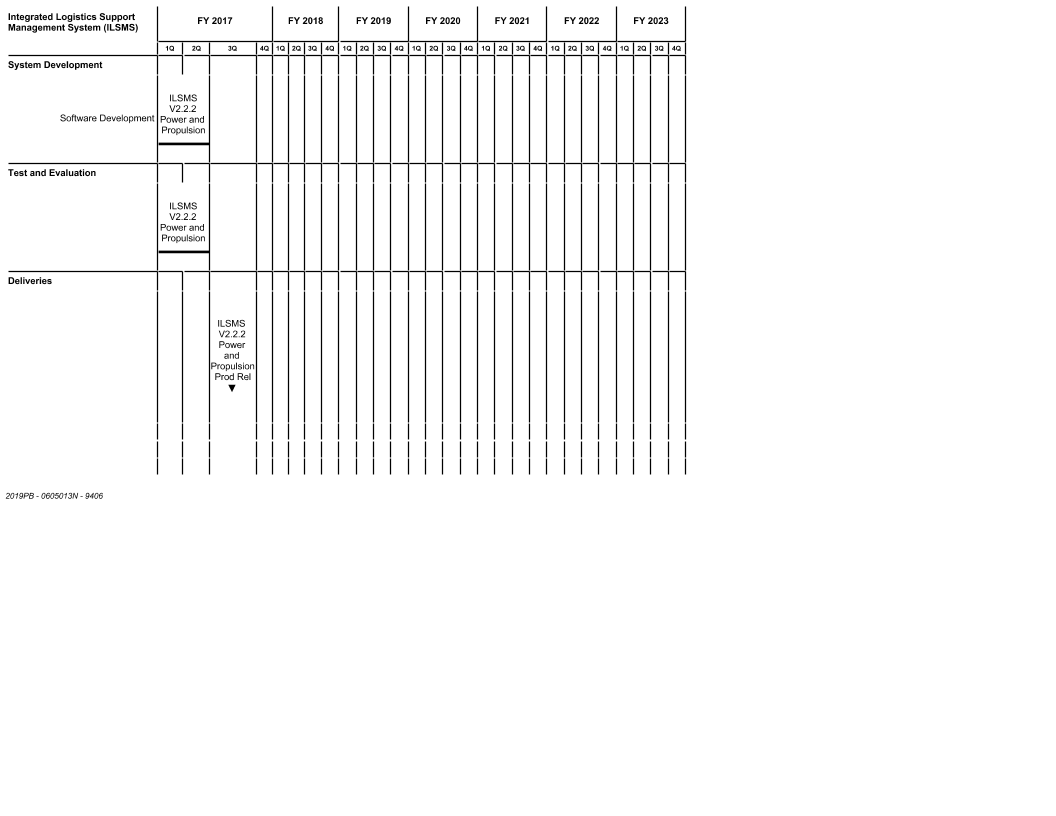 Integrated Logistics Support
Management System (ILSMS)
FY 2017 FY 2018 FY 2019 FY 2020 FY 2021 FY 2022 FY 2023
1Q 2Q 3Q 4Q 1Q 2Q 3Q 4Q 1Q 2Q 3Q 4Q 1Q 2Q 3Q 4Q 1Q 2Q 3Q 4Q 1Q 2Q 3Q 4Q 1Q 2Q 3Q 4Q
System Development
Software Development
ILSMS
V2.2.2
Power and
Propulsion
Test and Evaluation
ILSMS
V2.2.2
Power and
Propulsion
Deliveries
ILSMS
V2.2.2
Power
and
Propulsion
Prod Rel
2019PB - 0605013N - 9406